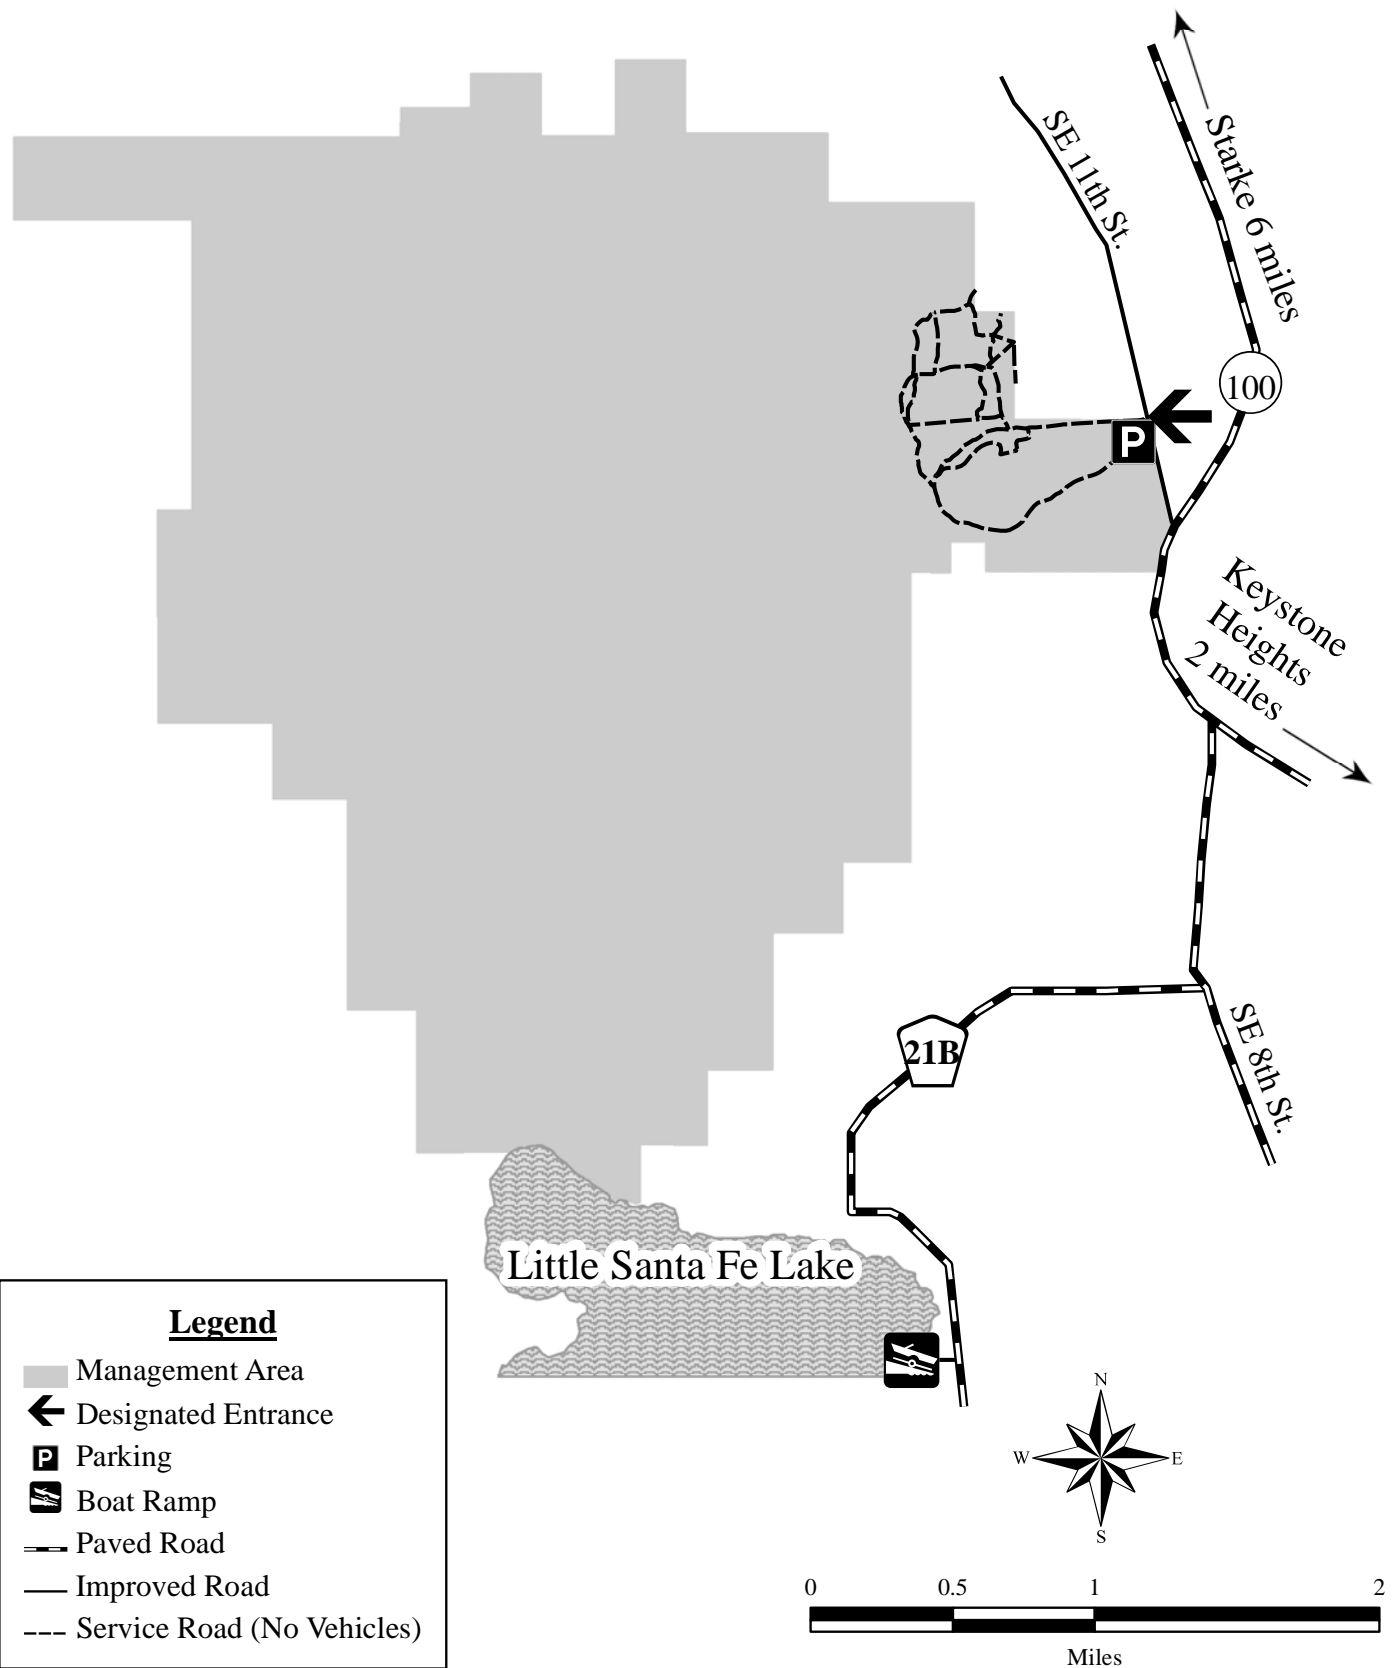 SE 11th St.
Starke 6 miles
100
P
Keystone
Heights
2 miles
21B
SE 8th St.
Little Santa Fe Lake
Legend
Management Area
Designated Entrance
P Parking
Boat Ramp
Paved Road
Improved Road
Service Road (No Vehicles)
N
W E
S
0 0.5 1 2
Miles